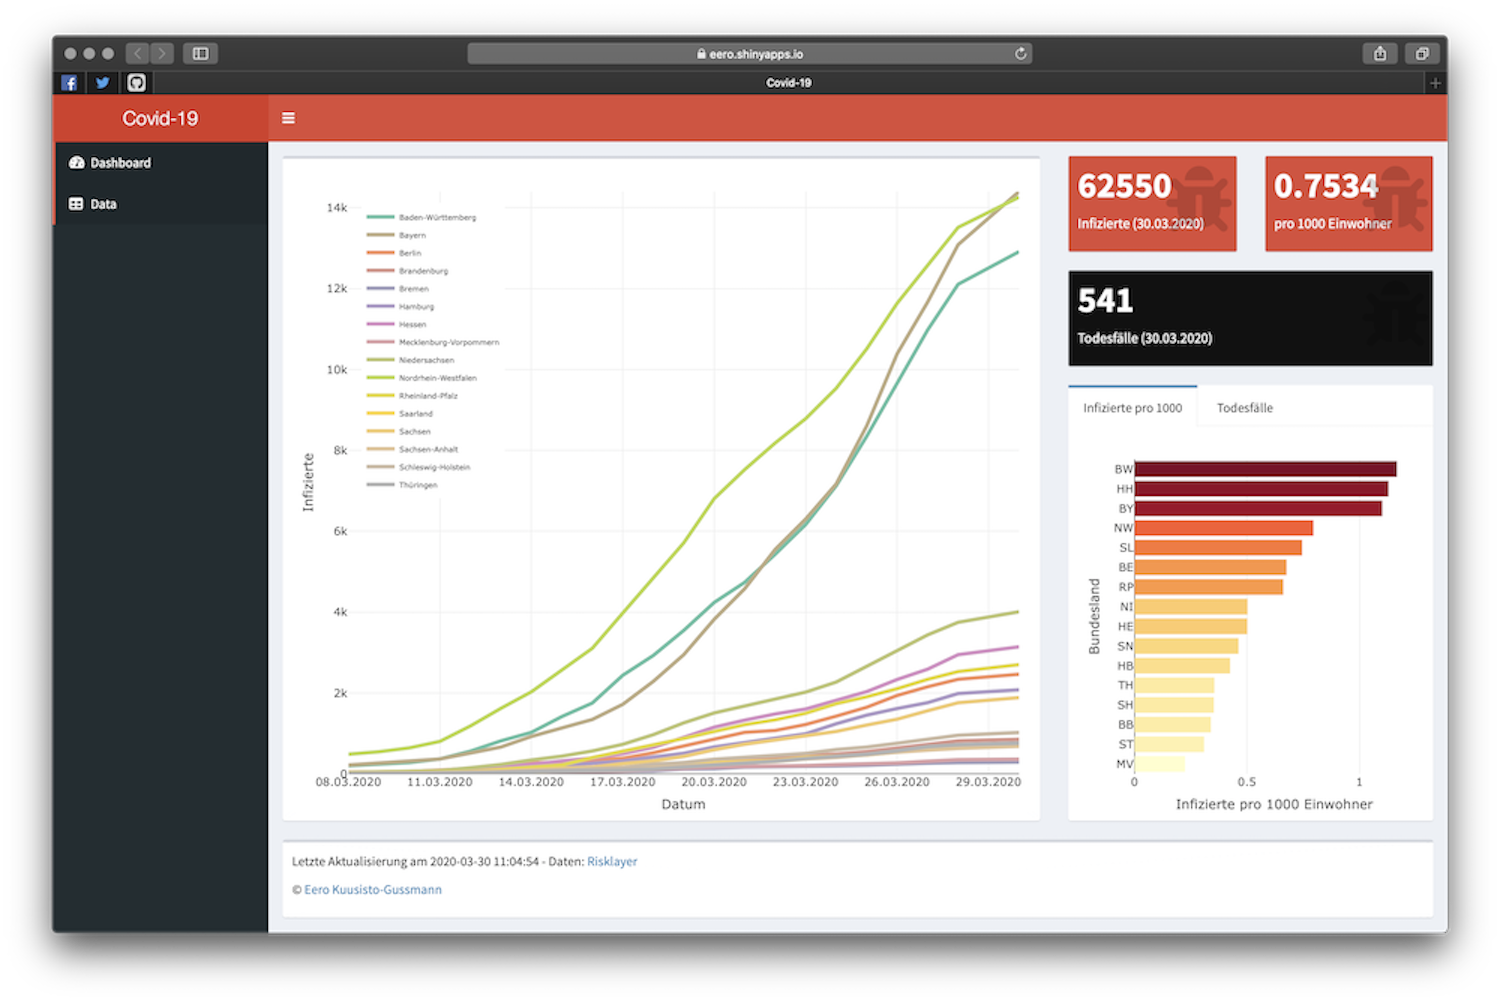 eero.shinyapps.io
Covid-19
Covid-19
Dashboard
Data
14k
12k
10k
8k
6k
4k
2k
0
Infizierte
Baden-Württemberg
Bayern
Berlin
Brandenburg
Bremen
Hamburg
Hessen
Mecklenburg-Vorpommern
Niedersachsen
Nordrhein-Westfalen
Rheinland-Pfalz
Saarland
Sachsen
Sachsen-Anhalt
Schleswig-Holstein
Thüringen
08.03.2020 11.03.2020 14.03.2020 17.03.2020 20.03.2020 23.03.2020 26.03.2020 29.03.2020
Datum
62550
Infizierte (30.03.2020)
0.7534
pro 1000 Einwohner
541
Todesfälle (30.03.2020)
Infizierte pro 1000 Todesfälle
Bundesland
BW
HH
BY
NW
SL
BE
RP
NI
HE
SN
HB
TH
SH
BB
ST
MV
0 0.5 1
Infizierte pro 1000 Einwohner
Letzte Aktualisierung am 2020-03-30 11:04:54 - Daten: Risklayer
© Eero Kuusisto-Gussmann